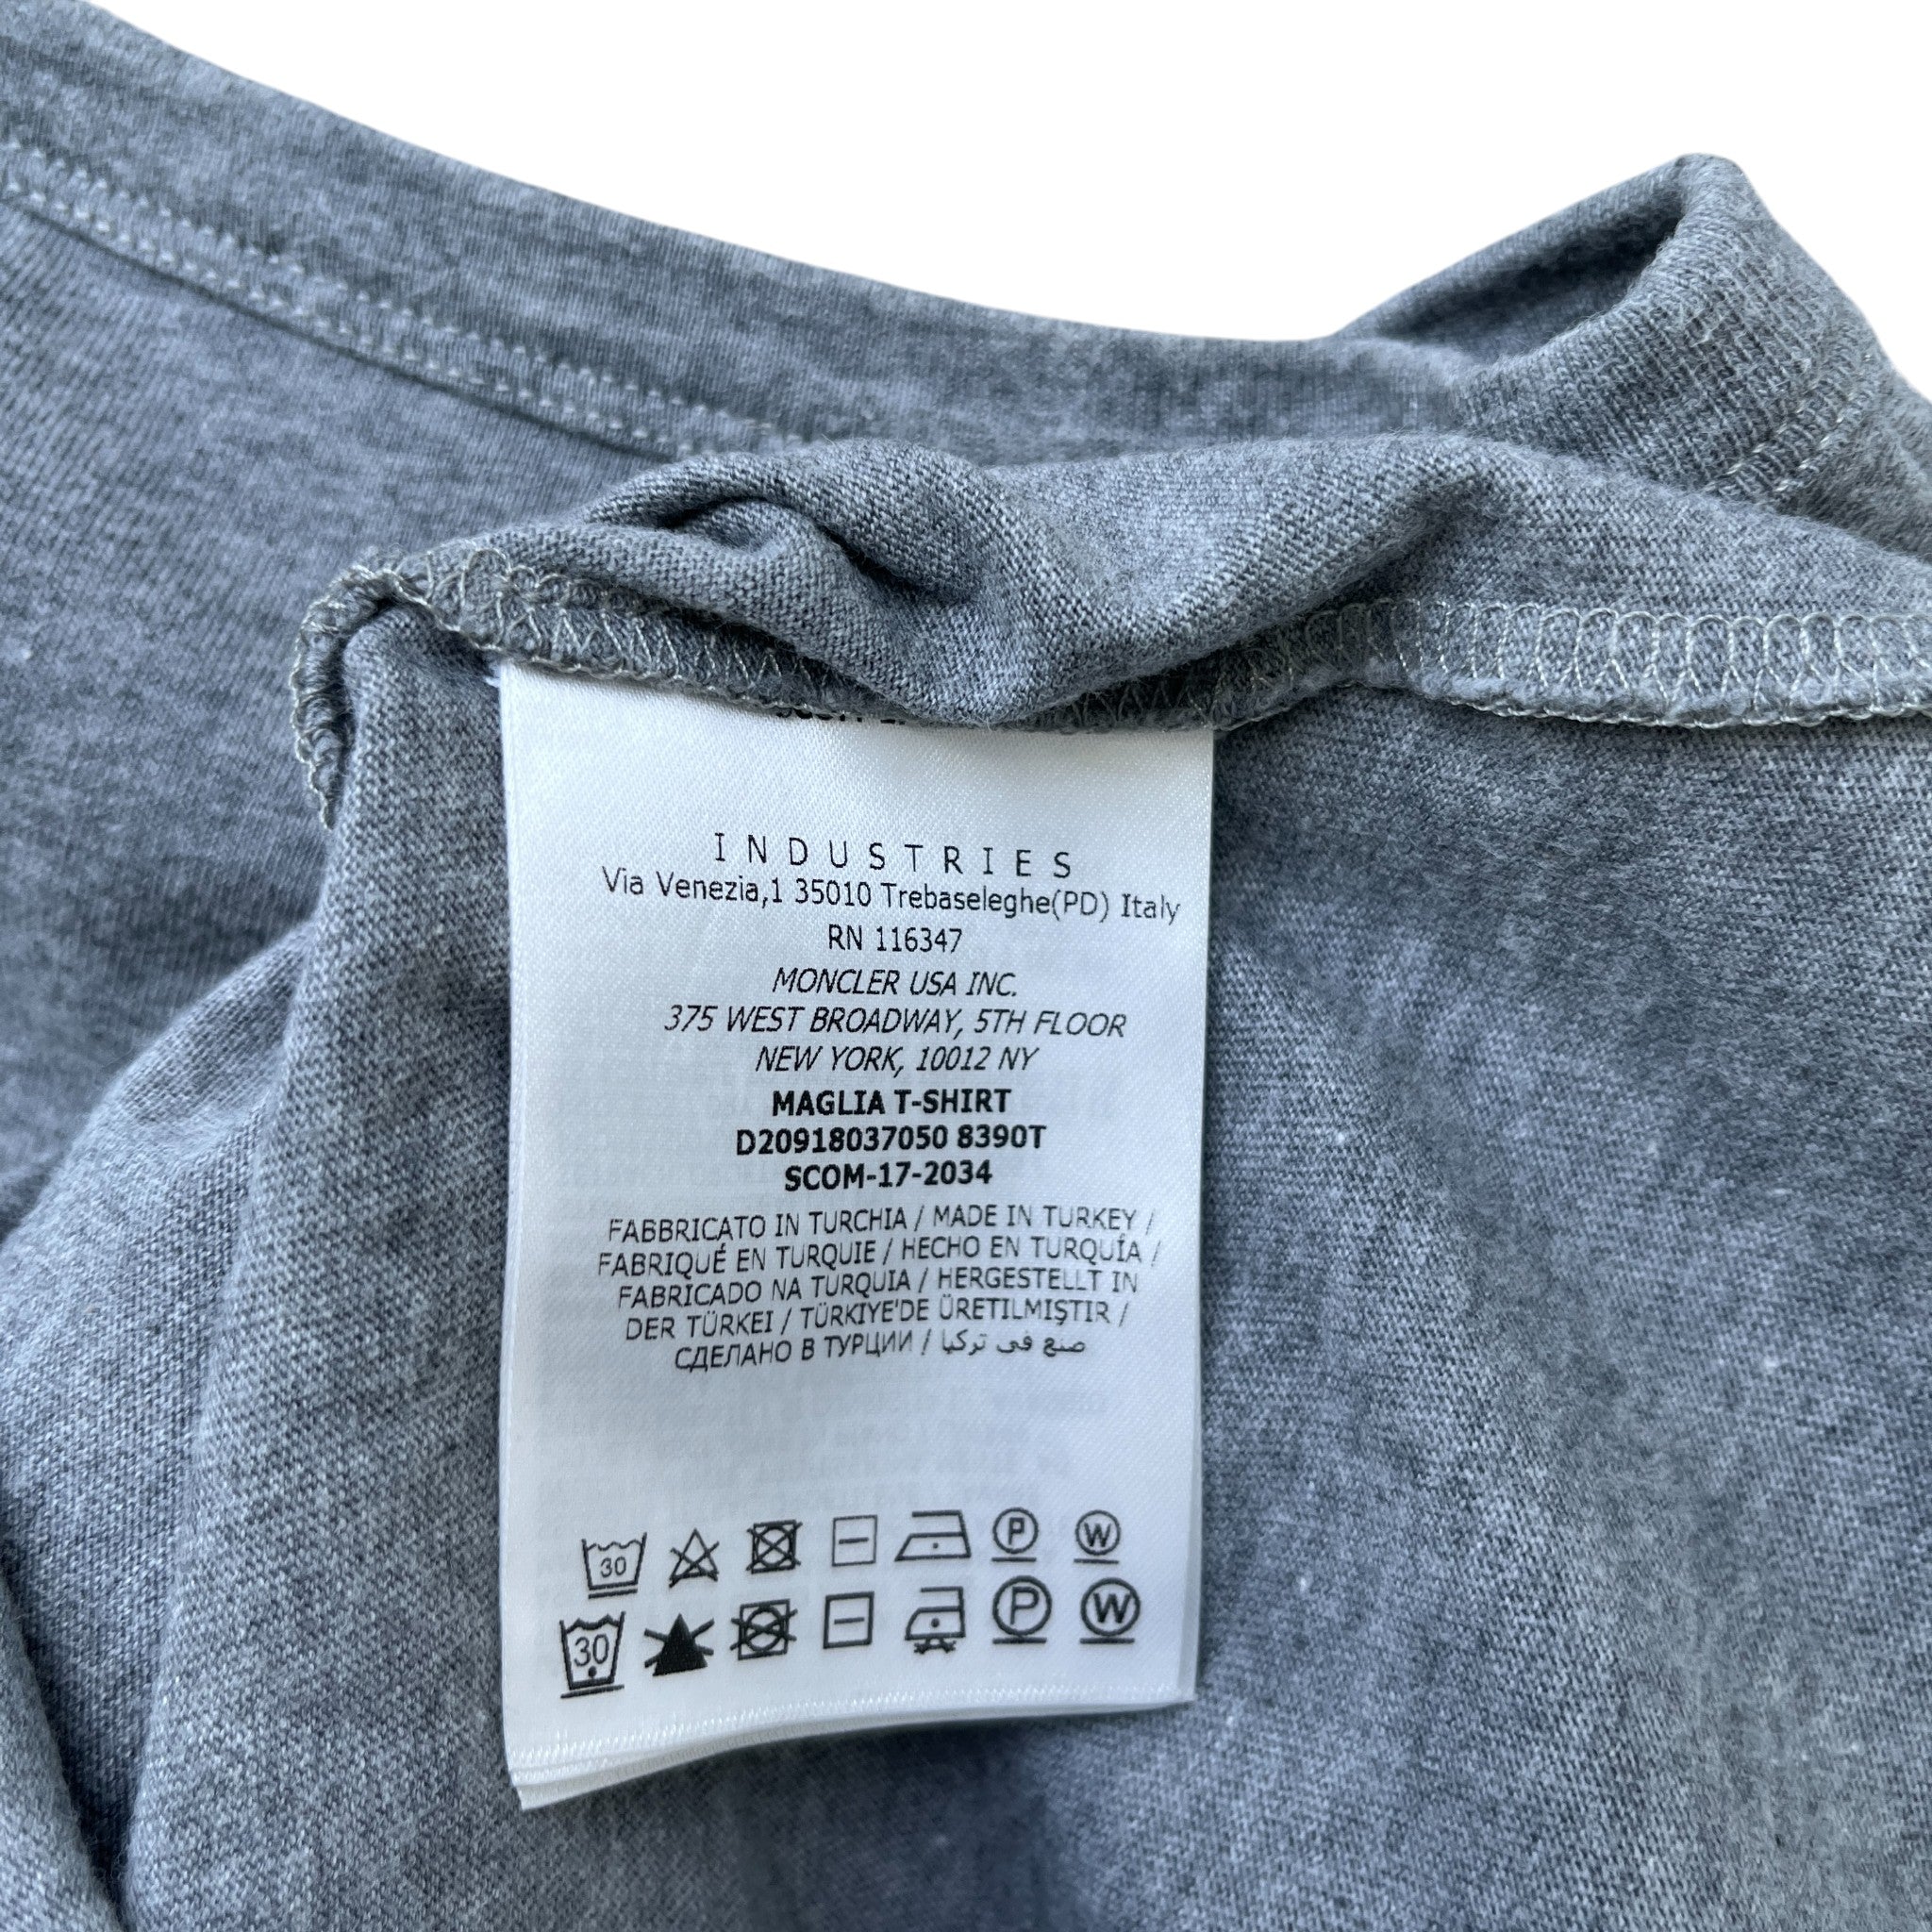 INDUSTRIES
Via Venezia,1 35010 Trebaseleghe(PD) Italy
RN 116347
MONCLER USA INC.
375 WEST BROADWAY, 5TH FLOOR
NEW YORK, 10012 NY
MAGLIA T-SHIRT
D20918037050 8390T
SCOM-17-2034
FABBRICATO IN TURCHIA / MADE IN TURKEY /
FABRIQUÉ EN TURQUIE / HECHO EN TURQUÍA /
FABRICADO NA TURQUIA / HERGESTELLT IN
DER TÜRKEI / TÜRKIYE'DE ÜRETILMIŞTIR /
СДЕЛАНО В ТУРЦИИ / صنع في تركيا
30 P W
30 P W